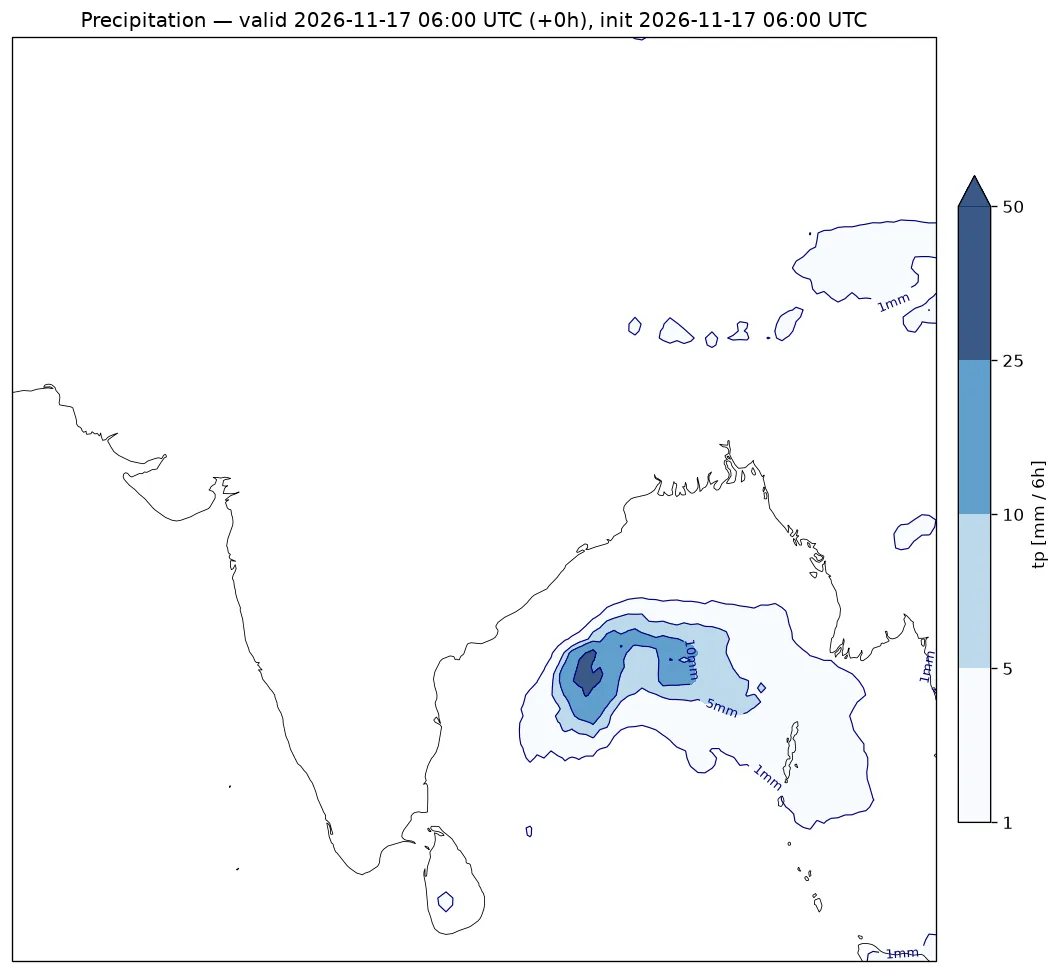 Precipitation — valid 2026-11-17 06:00 UTC (+0h), init 2026-11-17 06:00 UTC
50
25
10
5
1
tp [mm / 6h]
1mm
1mm
10mm
5mm
1mm
1mm